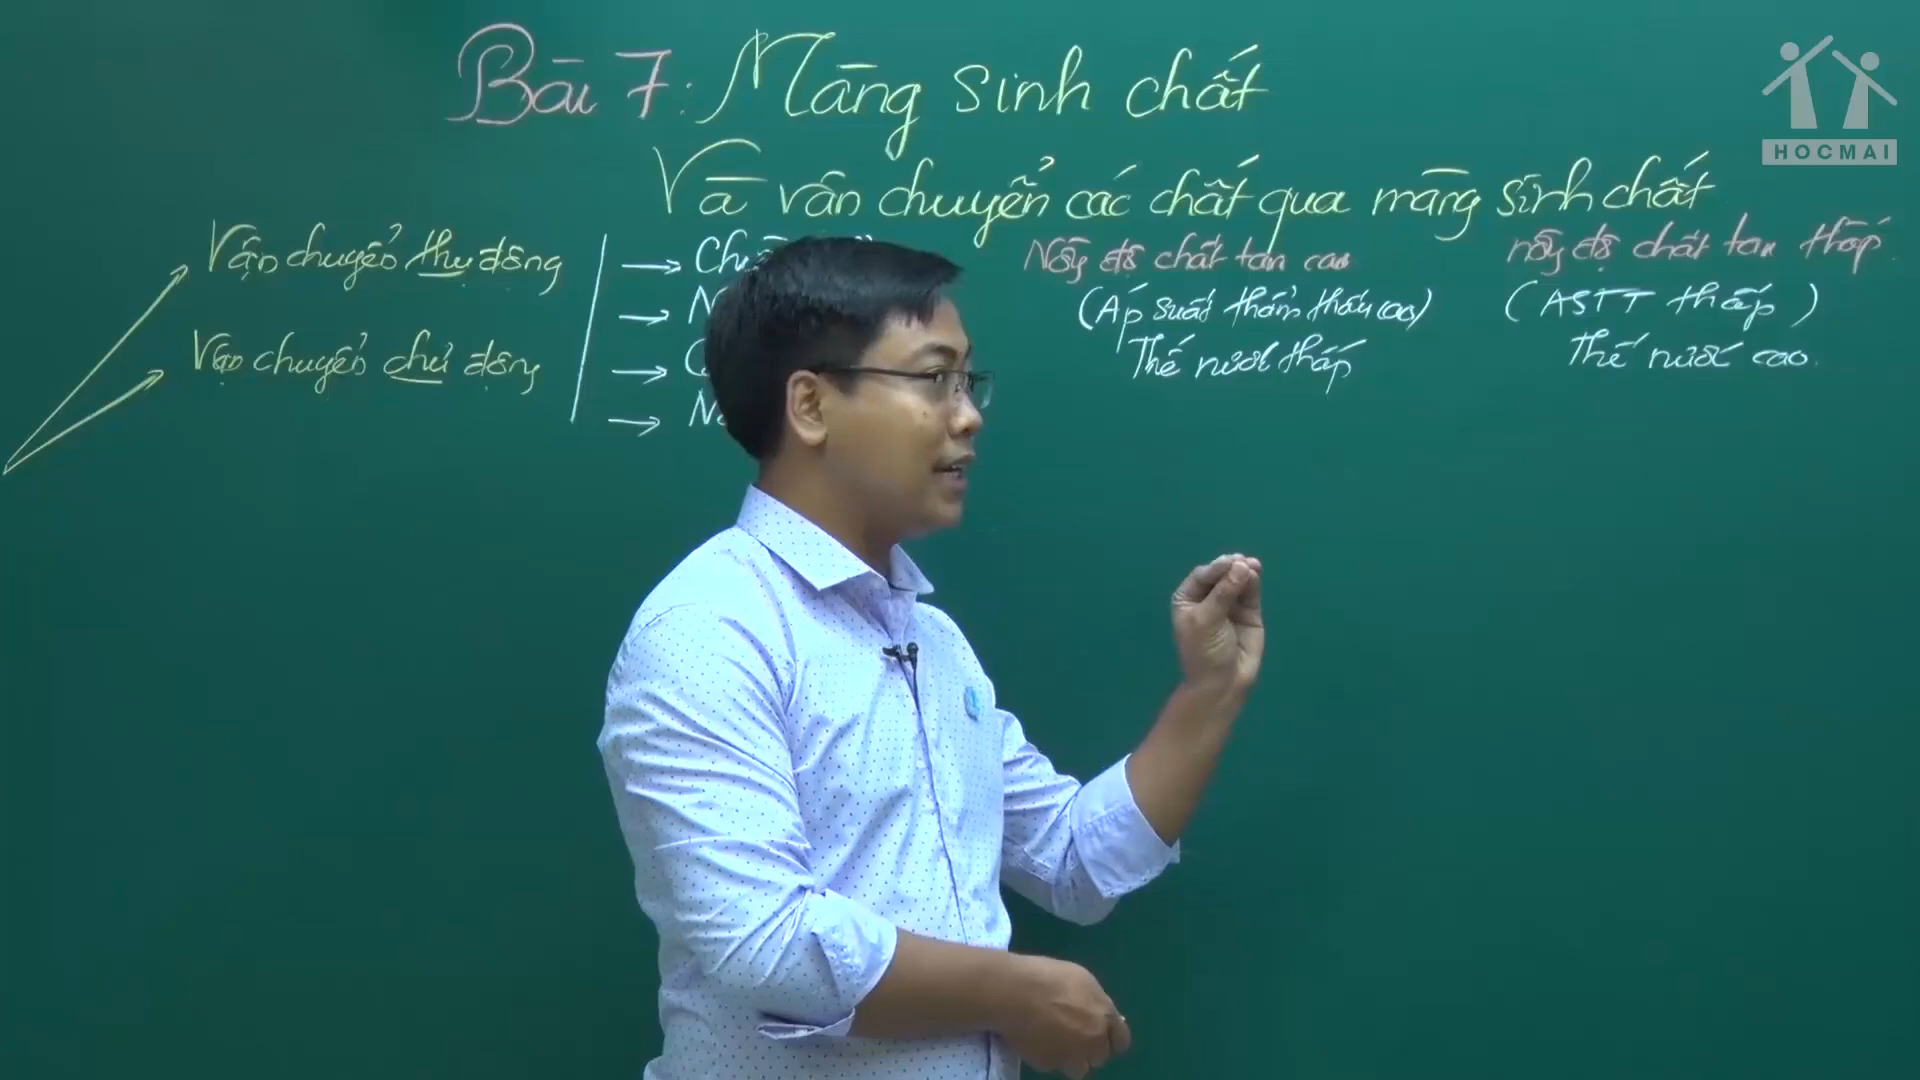 Bài 7: Màng sinh chất
Và vận chuyển các chất qua màng sinh chất
HOCMAI
Vận chuyển thụ động
Vận chuyển chủ động
Nồng độ chất tan cao
(Áp suất thẩm thấu cao)
Thế nước thấp
nồng độ chất tan thấp.
(ASTT thấp)
Thế nước cao.